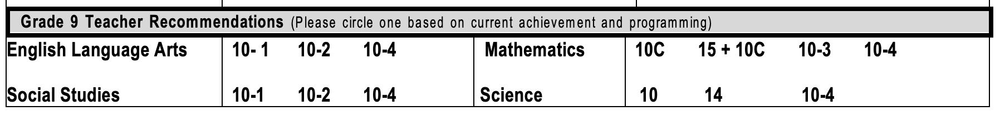 Grade 9 Teacher Recommendations (Please circle one based on current achievement and programming)
English Language Arts 10- 1 10-2 10-4 Mathematics 10C 15 + 10C 10-3 10-4
Social Studies 10-1 10-2 10-4 Science 10 14 10-4